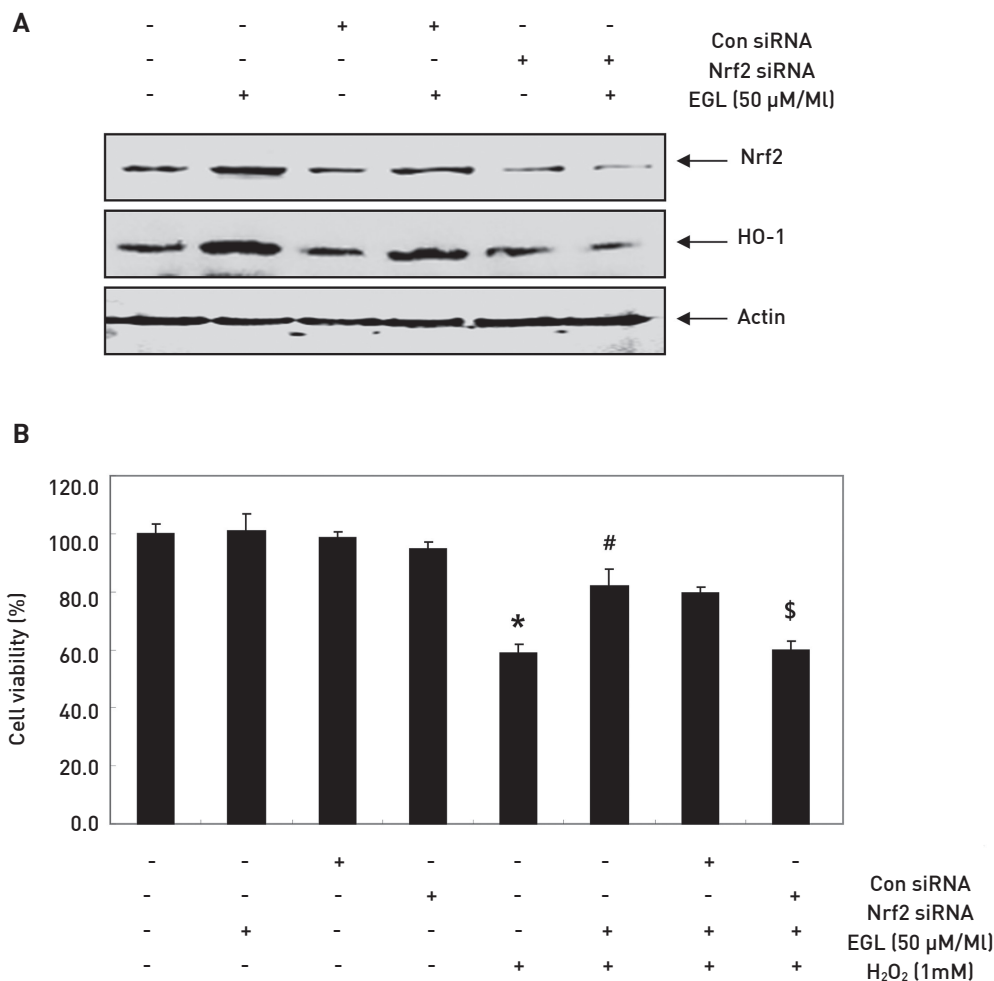 A
- - + + - -
Con siRNA
- - - - + +
Nrf2 siRNA
- + - + - +
EGL (50 µM/Ml)
Nrf2
HO-1
Actin
B
120.0
100.0
80.0
60.0
40.0
20.0
0.0
Cell viability (%)
* # $
- - + - - - + -
Con siRNA
- - - + - - - +
Nrf2 siRNA
- + - - - + + +
EGL (50 µM/Ml)
- - - - + + + +
H₂O₂ (1mM)